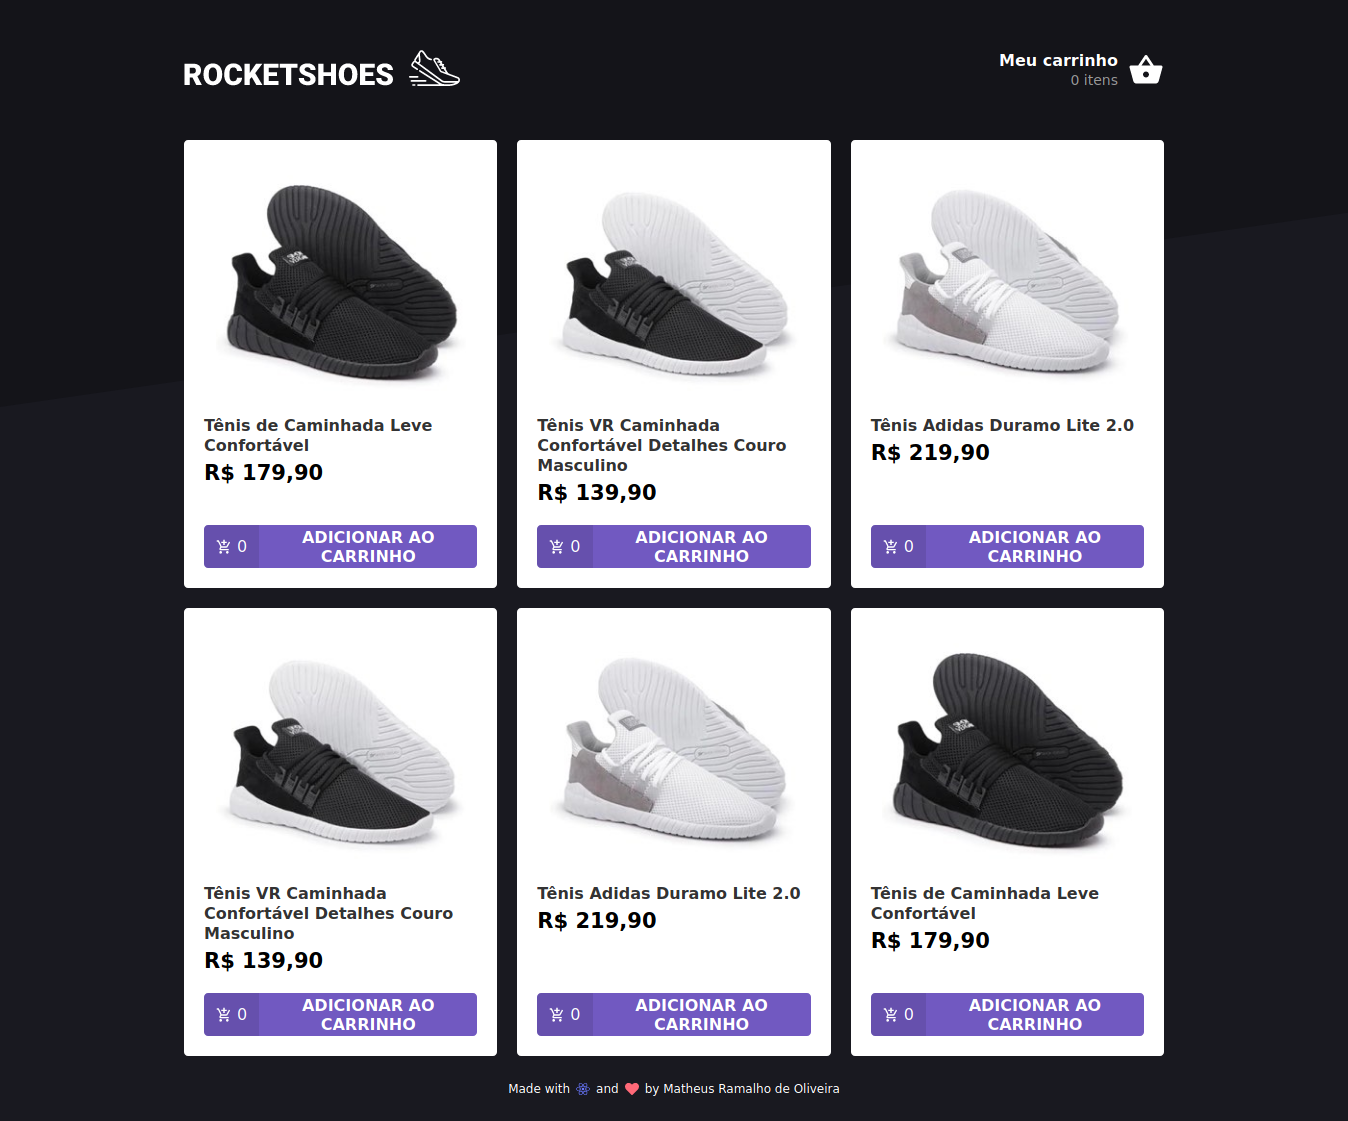 ROCKETSHOES
Meu carrinho
0 itens
Tênis de Caminhada Leve
Confortável
R$ 179,90
0
ADICIONAR AO
CARRINHO
Tênis VR Caminhada
Confortável Detalhes Couro
Masculino
R$ 139,90
0
ADICIONAR AO
CARRINHO
Tênis Adidas Duramo Lite 2.0
R$ 219,90
0
ADICIONAR AO
CARRINHO
Tênis VR Caminhada
Confortável Detalhes Couro
Masculino
R$ 139,90
0
ADICIONAR AO
CARRINHO
Tênis Adidas Duramo Lite 2.0
R$ 219,90
0
ADICIONAR AO
CARRINHO
Tênis de Caminhada Leve
Confortável
R$ 179,90
0
ADICIONAR AO
CARRINHO
Made with and by Matheus Ramalho de Oliveira